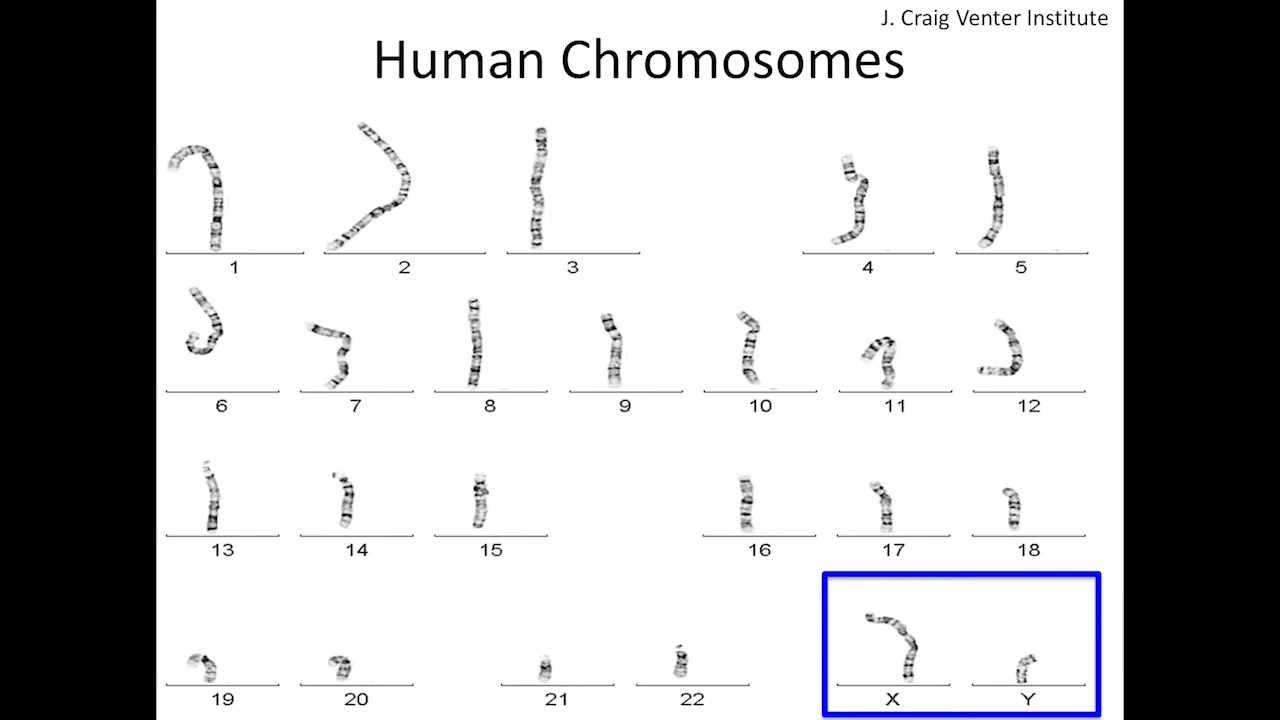 J. Craig Venter Institute
Human Chromosomes
1 2 3 4 5
6 7 8 9 10 11 12
13 14 15 16 17 18
19 20 21 22 X Y